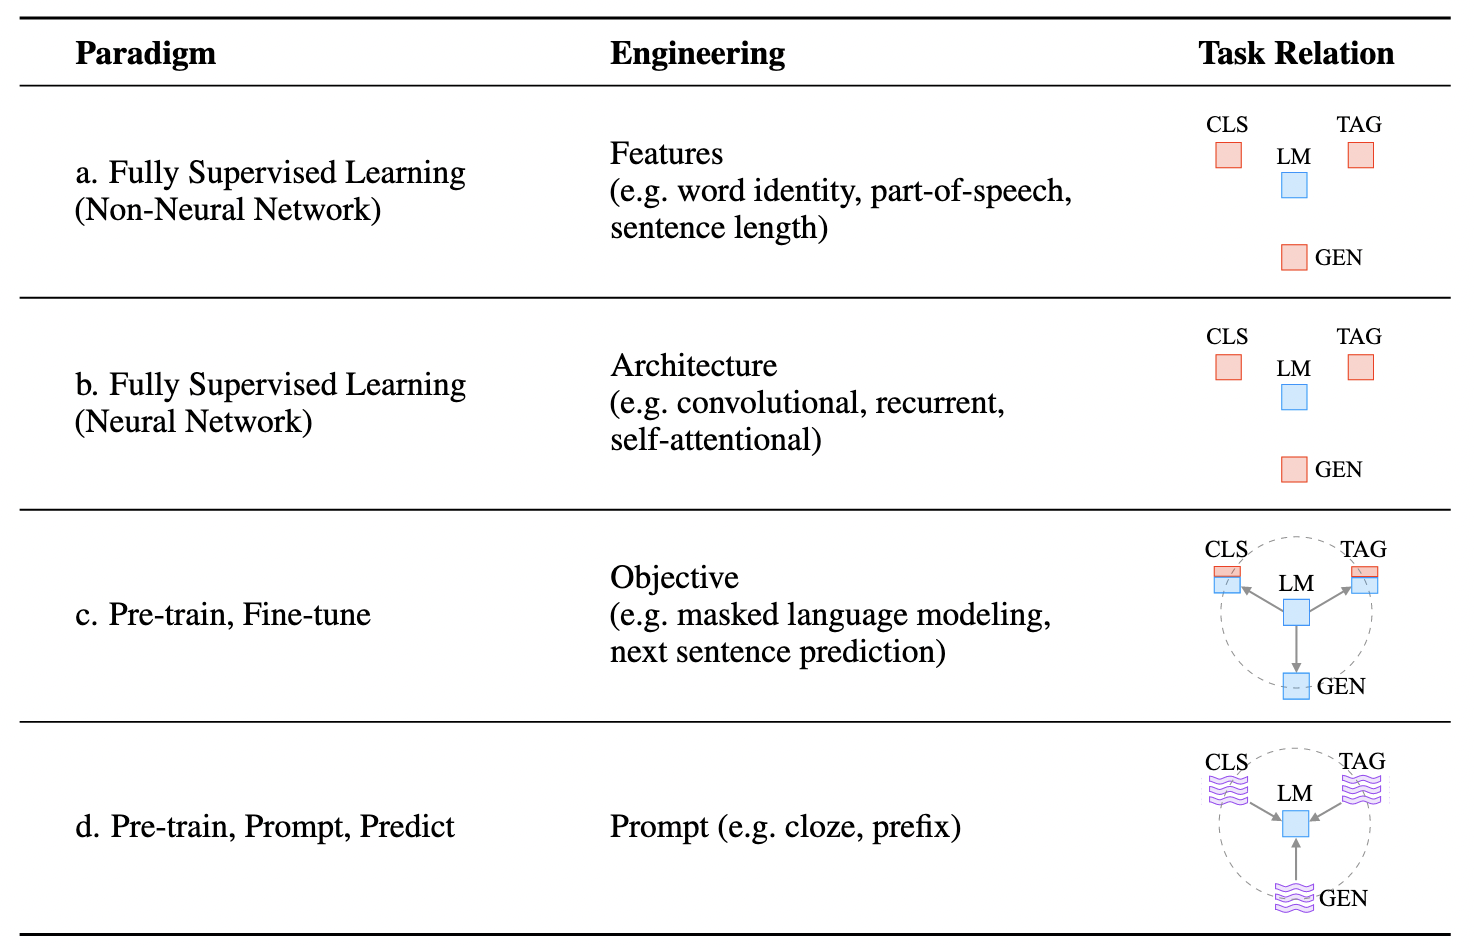 Paradigm Engineering Task Relation
a. Fully Supervised Learning
(Non-Neural Network)
Features
(e.g. word identity, part-of-speech,
sentence length)
CLS TAG
LM
GEN
b. Fully Supervised Learning
(Neural Network)
Architecture
(e.g. convolutional, recurrent,
self-attentional)
CLS TAG
LM
GEN
c. Pre-train, Fine-tune
Objective
(e.g. masked language modeling,
next sentence prediction)
CLS TAG
LM
GEN
d. Pre-train, Prompt, Predict
Prompt (e.g. cloze, prefix)
CLS TAG
LM
GEN